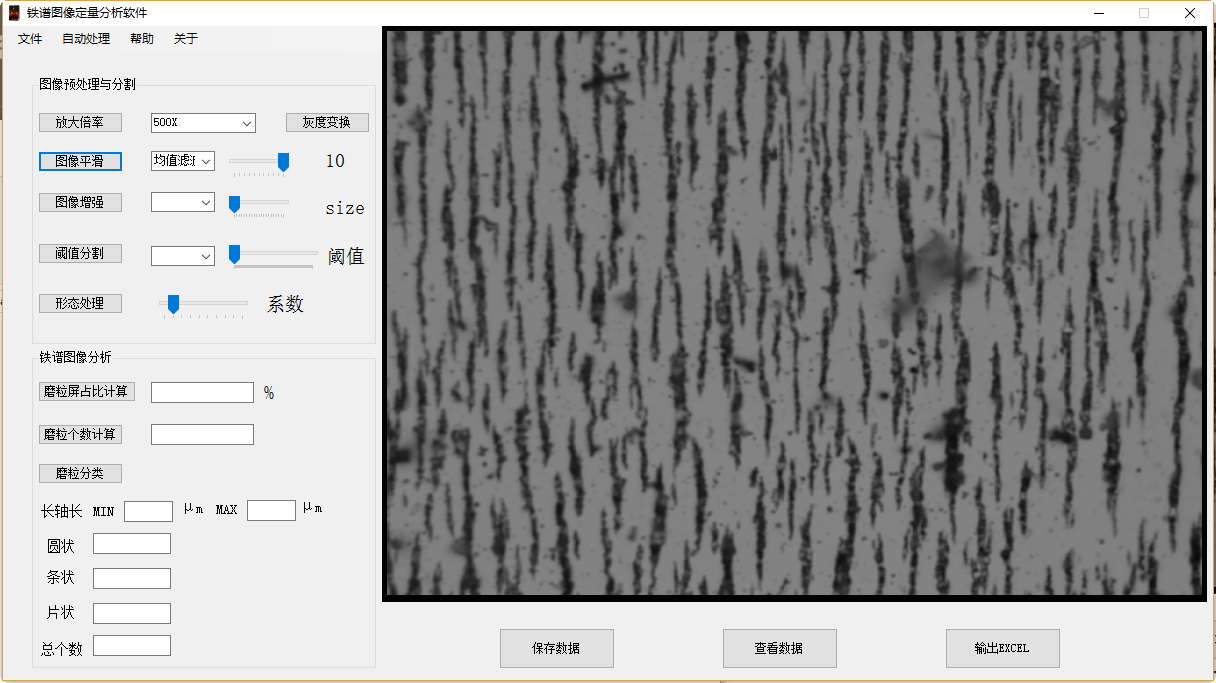 铁谱图像定量分析软件
文件 自动处理 帮助 关于
图像预处理与分割
放大倍率 500X 灰度变换
图像平滑 均值滤 10
图像增强 size
阈值分割 阈值
形态处理 系数
铁谱图像分析
磨粒屏占比计算 %
磨粒个数计算
磨粒分类
长轴长 MIN μm MAX μm
圆状
条状
片状
总个数
保存数据 查看数据 输出EXCEL